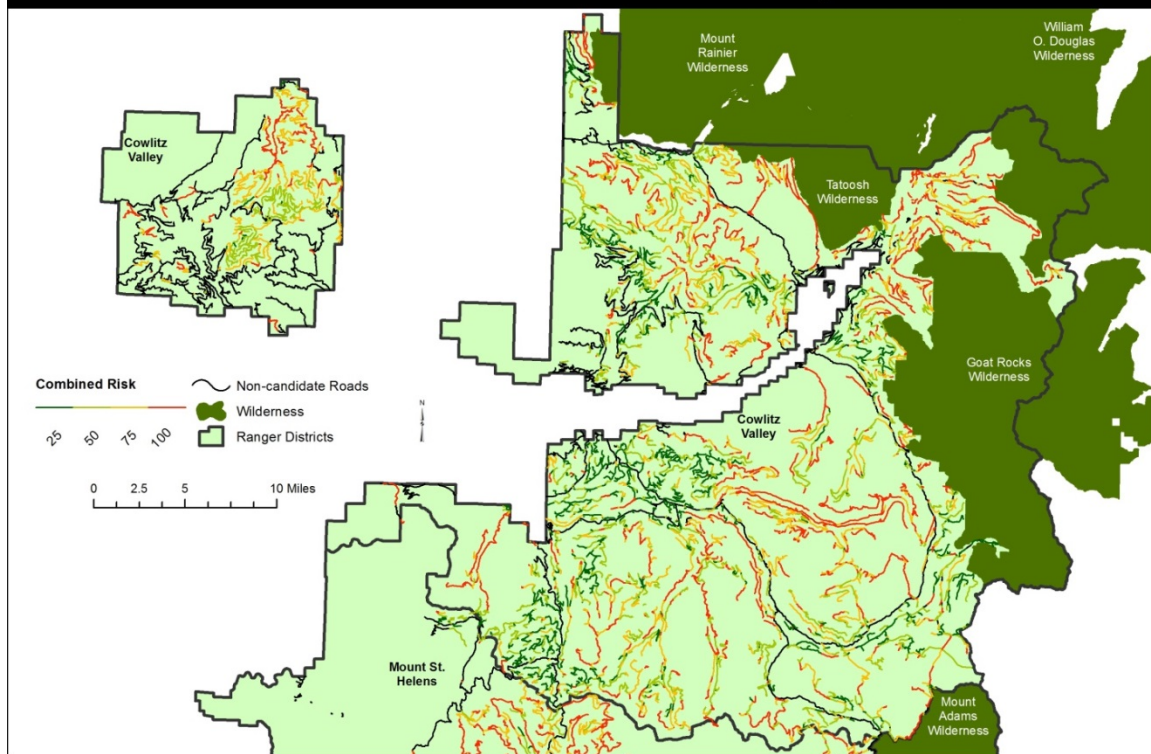 Mount
Rainier
Wilderness
William
O. Douglas
Wilderness
Cowlitz
Valley
Tatoosh
Wilderness
Goat Rocks
Wilderness
Combined Risk
25
50
75
100
Non-candidate Roads
Wilderness
Ranger Districts
N
0 2.5 5 10 Miles
Cowlitz
Valley
Mount St.
Helens
Mount
Adams
Wilderness